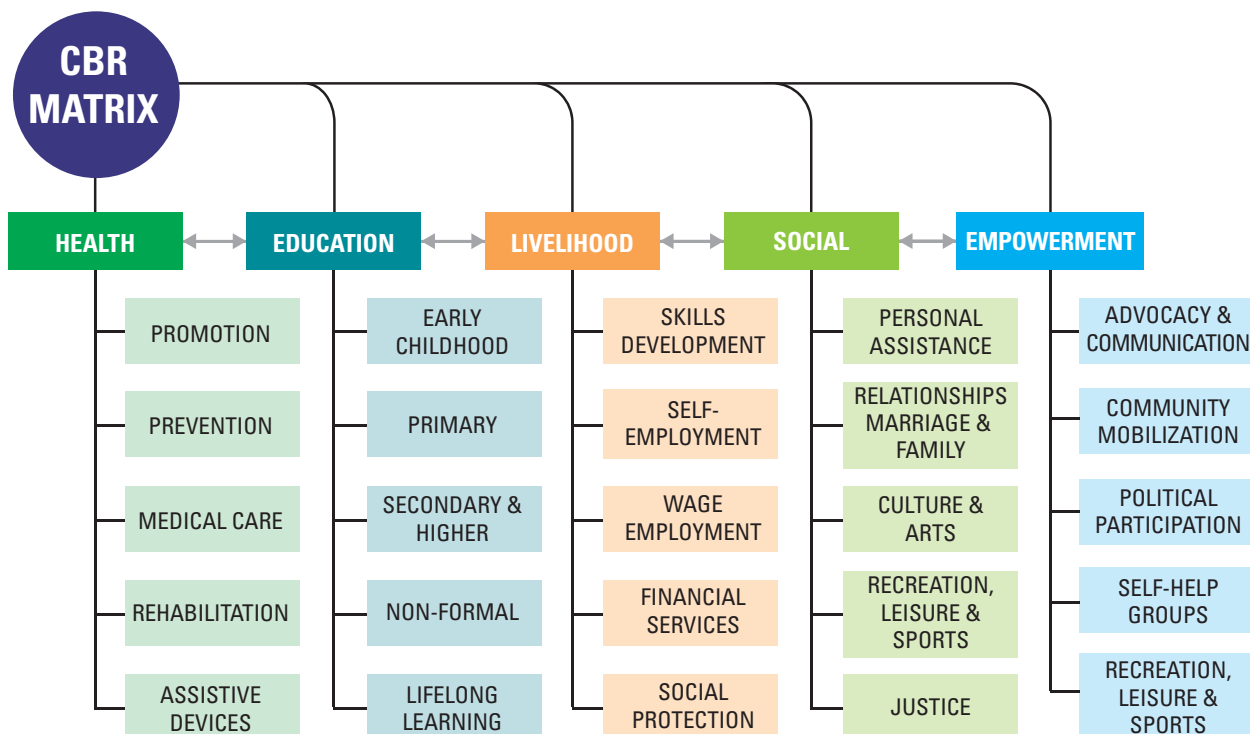 CBR
MATRIX
HEALTH
EDUCATION
LIVELIHOOD
SOCIAL
EMPOWERMENT
PROMOTION
PREVENTION
MEDICAL CARE
REHABILITATION
ASSISTIVE
DEVICES
EARLY
CHILDHOOD
PRIMARY
SECONDARY &
HIGHER
NON-FORMAL
LIFELONG
LEARNING
SKILLS
DEVELOPMENT
SELF-
EMPLOYMENT
WAGE
EMPLOYMENT
FINANCIAL
SERVICES
SOCIAL
PROTECTION
PERSONAL
ASSISTANCE
RELATIONSHIPS
MARRIAGE &
FAMILY
CULTURE &
ARTS
RECREATION,
LEISURE &
SPORTS
JUSTICE
ADVOCACY &
COMMUNICATION
COMMUNITY
MOBILIZATION
POLITICAL
PARTICIPATION
SELF-HELP
GROUPS
RECREATION,
LEISURE &
SPORTS